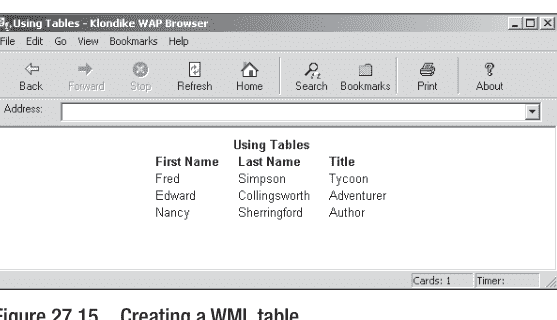 Using Tables - Klondike WAP Browser
File Edit Go View Bookmarks Help
Back Forward Stop Refresh Home Search Bookmarks Print About
Address:
Using Tables
First Name Last Name Title
Fred Simpson Tycoon
Edward Collingsworth Adventurer
Nancy Sherringford Author
Cards: 1 Timer:
Figure 27.15 Creating a WML table